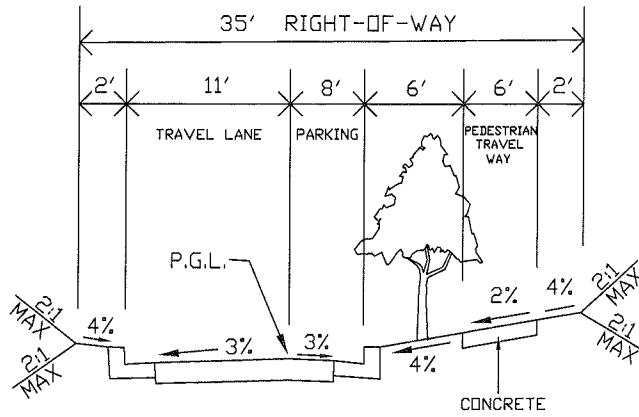 35' RIGHT-OF-WAY
2' 11' 8' 6' 6' 2'
TRAVEL LANE
PARKING
PEDESTRIAN
TRAVEL
WAY
P.G.L.
2:1
MAX
2:1
MAX
4%
3%
3%
4%
2%
4%
2:1
MAX
2:1
MAX
CONCRETE